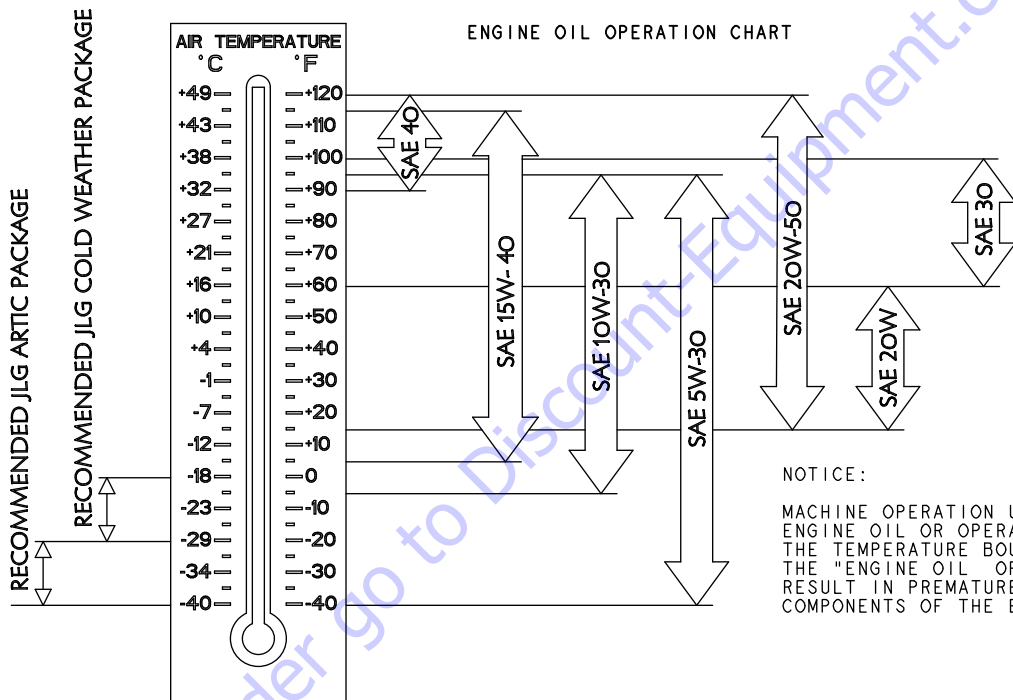 ENGINE OIL OPERATION CHART
AIR TEMPERATURE
°C °F
+49 +120
+43 +110
+38 +100
+32 +90
+27 +80
+21 +70
+16 +60
+10 +50
+4 +40
-1 +30
-7 +20
-12 +10
-18 0
-23 -10
-29 -20
-34 -30
-40 -40
RECOMMENDED JLG ARTIC PACKAGE
RECOMMENDED JLG COLD WEATHER PACKAGE
SAE 40
SAE 15W-40
SAE 10W-30
SAE 5W-30
SAE 20W-50
SAE 20W
SAE 30
NOTICE:
MACHINE OPERATION
ENGINE OIL OR
THE TEMPERATURE
THE "ENGINE OIL
RESULT IN PREMATURE
COMPONENTS OF THE
go to Discount-Equipment.